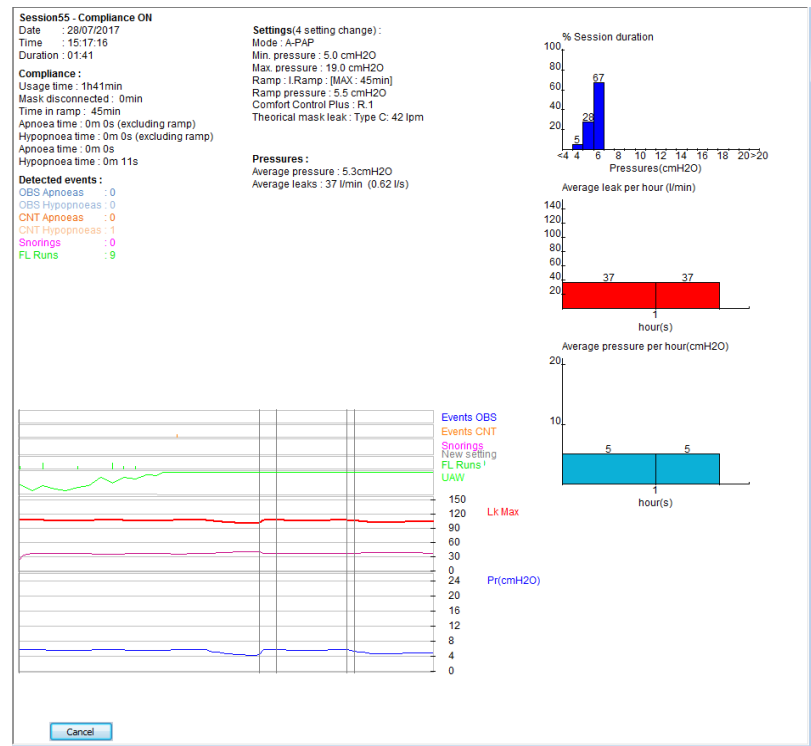 Session55 - Compliance ON
Date : 28/07/2017
Time : 15:17:16
Duration : 01:41
Compliance :
Usage time : 1h41min
Mask disconnected : 0min
Time in ramp : 45min
Apnoea time : 0m 0s (excluding ramp)
Hypopnoea time : 0m 0s (excluding ramp)
Apnoea time : 0m 0s
Hypopnoea time : 0m 11s
Detected events :
OBS Apnoeas : 0
OBS Hypopnoeas : 0
CNT Apnoeas : 0
CNT Hypopnoeas : 1
Snorings : 0
FL Runs : 9
Settings(4 setting change) :
Mode : A-PAP
Min. pressure : 5.0 cmH2O
Max. pressure : 19.0 cmH2O
Ramp : I.Ramp : [MAX : 45min]
Ramp pressure : 5.5 cmH2O
Comfort Control Plus : R.1
Theorical mask leak : Type C: 42 lpm
Pressures :
Average pressure : 5.3cmH2O
Average leaks : 37 l/min (0.62 l/s)
% Session duration
100
80
60
40
20
5
28
67
<4 4 6 8 10 12 14 16 18 20 >20
Pressures(cmH2O)
Average leak per hour (l/min)
140
120
100
80
60
40
20
37 37
1
hour(s)
Average pressure per hour(cmH2O)
20
10
5 5
1
hour(s)
Events OBS
Events CNT
Snorings
New setting
FL Runs
UAW
150
120
90
60
30
0
Lk Max
24
20
16
12
8
4
0
Pr(cmH2O)
Cancel